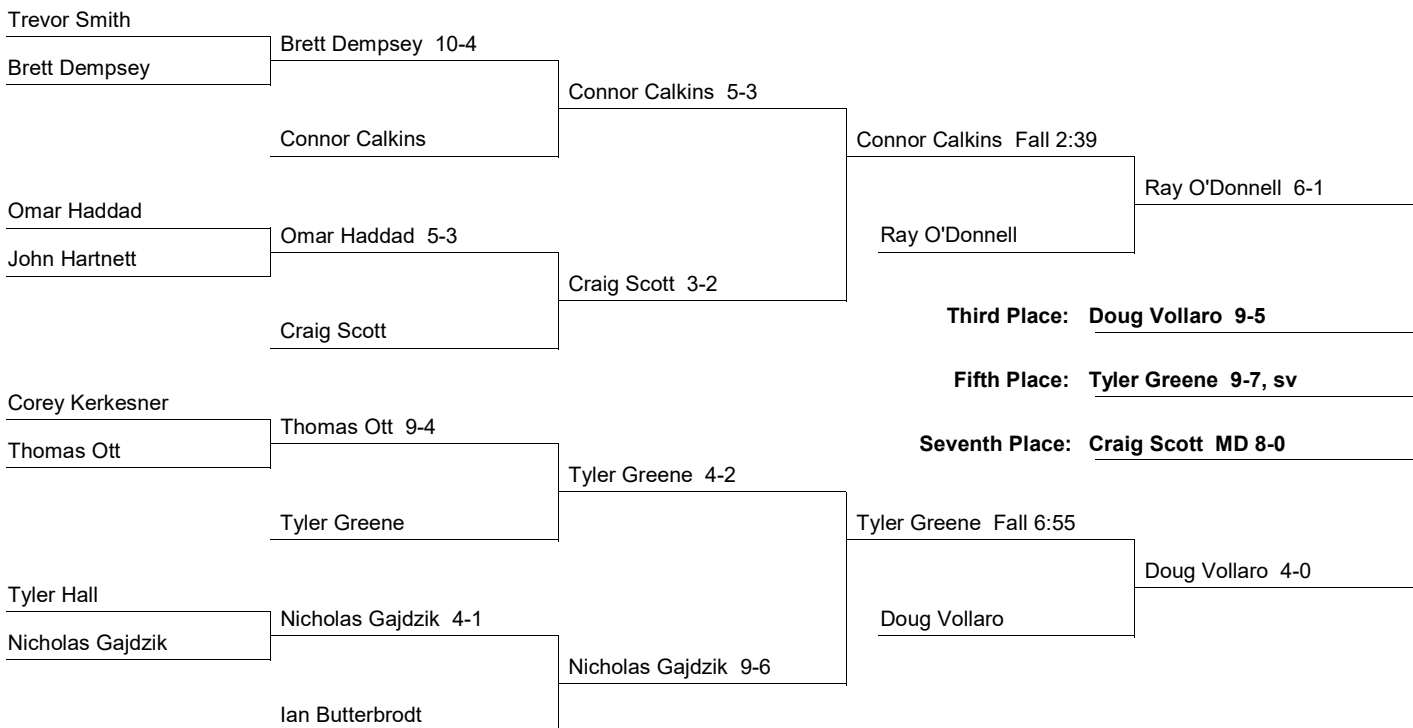 Trevor Smith
Brett Dempsey 10-4
Brett Dempsey
Connor Calkins 5-3
Connor Calkins
Connor Calkins Fall 2:39
Ray O'Donnell 6-1
Omar Haddad
Omar Haddad 5-3
Ray O'Donnell
John Hartnett
Craig Scott 3-2
Craig Scott
Third Place: Doug Vollaro 9-5
Fifth Place: Tyler Greene 9-7, sv
Corey Kerkesner
Thomas Ott 9-4
Thomas Ott
Seventh Place: Craig Scott MD 8-0
Tyler Greene 4-2
Tyler Greene
Tyler Greene Fall 6:55
Doug Vollaro 4-0
Tyler Hall
Nicholas Gajdzik 4-1
Doug Vollaro
Nicholas Gajdzik
Nicholas Gajdzik 9-6
Ian Butterbrodt